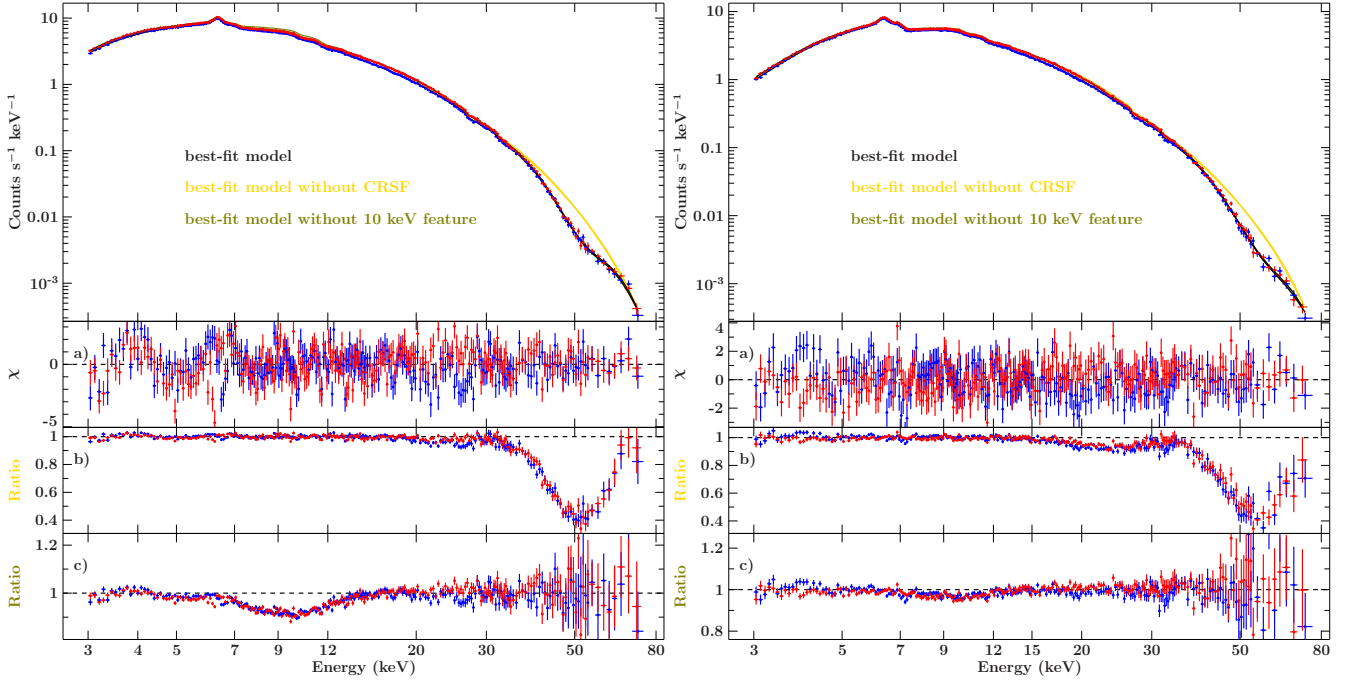 10
1
0.1
0.01
10⁻³
Counts s⁻¹ keV⁻¹
best-fit model
best-fit model without CRSF
best-fit model without 10 keV feature
0
-5
χ
a)
1
0.8
0.6
0.4
Ratio
b)
1.2
1
Ratio
c)
3 4 5 7 9 12 20 30 50 80
Energy (keV)
10
1
0.1
0.01
10⁻³
Counts s⁻¹ keV⁻¹
best-fit model
best-fit model without CRSF
best-fit model without 10 keV feature
4
2
0
-2
χ
a)
1
0.8
0.6
0.4
Ratio
b)
1.2
1
0.8
Ratio
c)
3 5 7 9 12 15 20 30 50 80
Energy (keV)